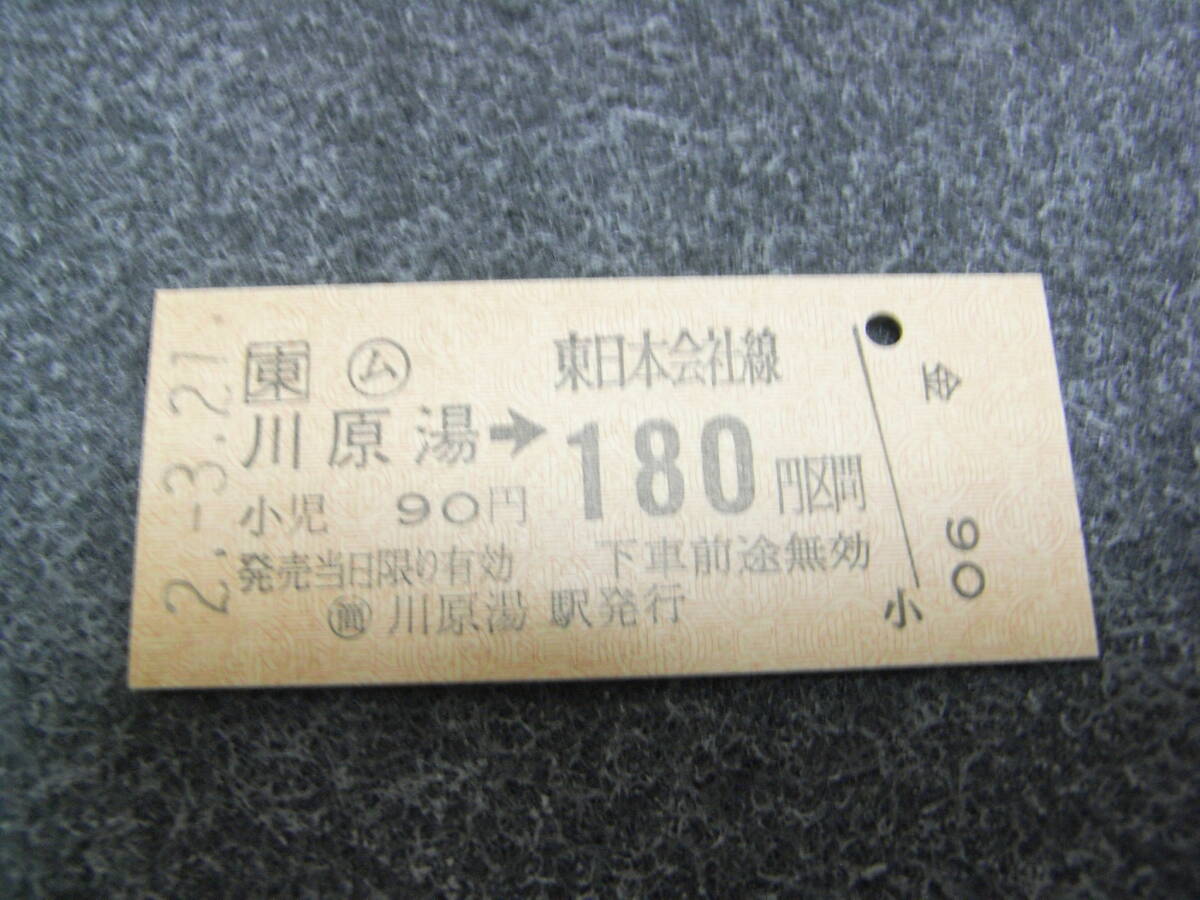 2.-3.21.
東 ム
川原湯→
東日本会社線
180円区間
小児 90円
発売当日限り有効 下車前途無効
川原湯駅発行
小
金
90